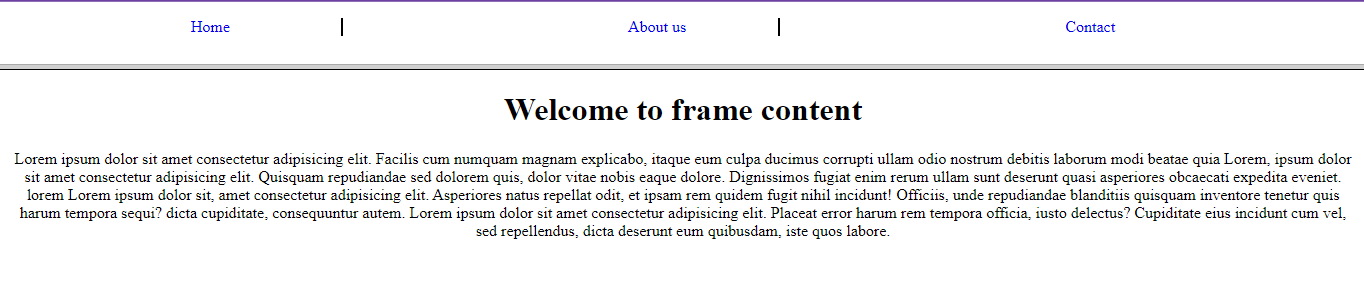 Home | About us | Contact
Welcome to frame content
Lorem ipsum dolor sit amet consectetur adipisicing elit. Facilis cum numquam magnam explicabo, itaque eum culpa ducimus corrupti ullam odio nostrum debitis laborum modi beatae quia Lorem, ipsum dolor
sit amet consectetur adipisicing elit. Quisquam repudiandae sed dolorem quis, dolor vitae nobis eaque dolore. Dignissimos fugiat enim rerum ullam sunt deserunt quasi asperiores obcaecati expedita eveniet.
lorem Lorem ipsum dolor sit, amet consectetur adipisicing elit. Asperiores natus repellat odit, et ipsam rem quidem fugit nihil incidunt! Officiis, unde repudiandae blanditiis quisquam inventore tenetur quis
harum tempora sequi? dicta cupiditate, consequuntur autem. Lorem ipsum dolor sit amet consectetur adipisicing elit. Placeat error harum rem tempora officia, iusto delectus? Cupiditate eius incidunt cum vel,
sed repellendus, dicta deserunt eum quibusdam, iste quos labore.